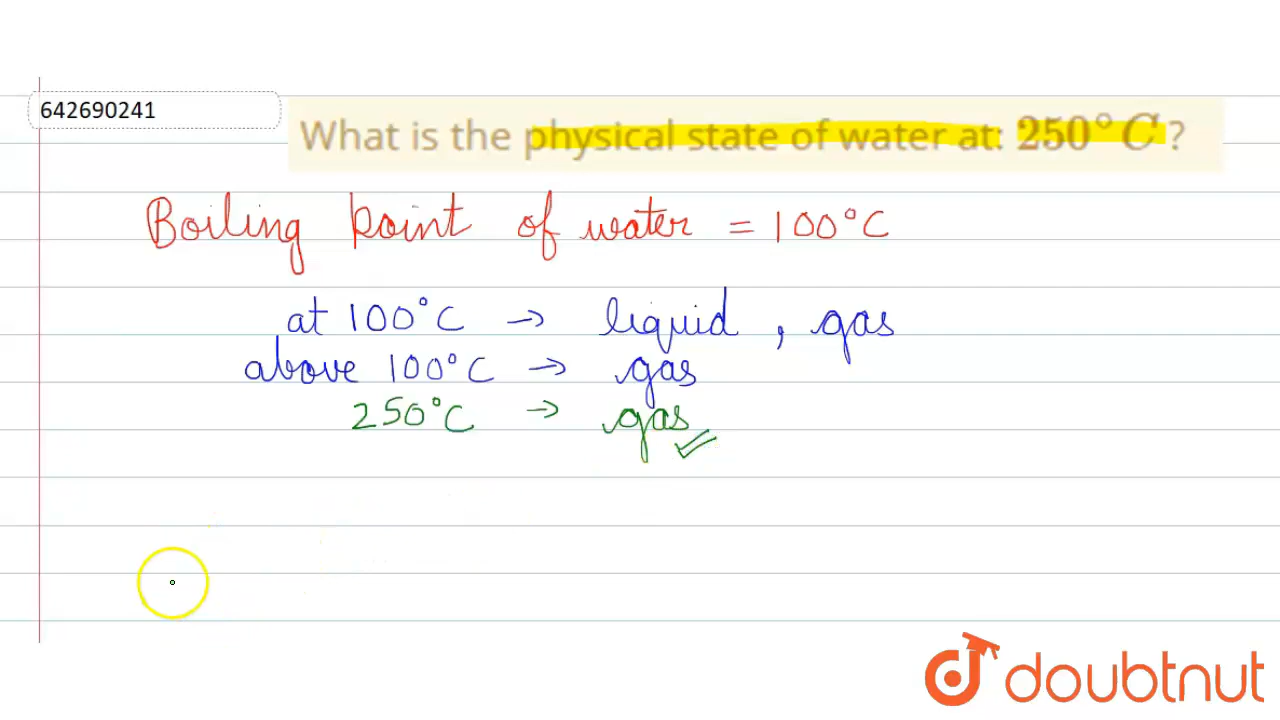 642690241
What is the physical state of water at: 250°C?
Boiling point of water = 100°C
at 100°C → liquid, gas
above 100°C → gas
250°C → gas
doubtnut